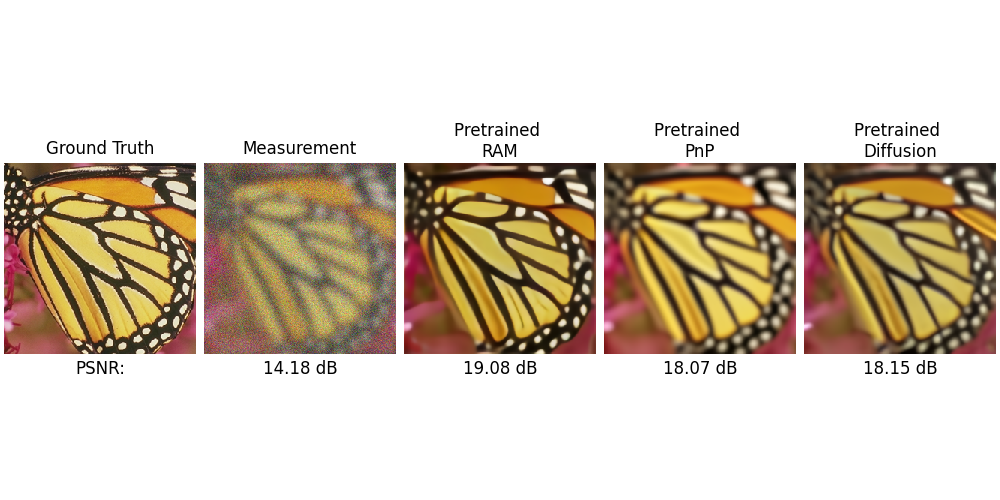 Ground Truth
Measurement
Pretrained
RAM
Pretrained
PnP
Pretrained
Diffusion
PSNR:
14.18 dB
19.08 dB
18.07 dB
18.15 dB